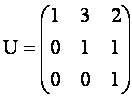 U = ( 1 3 2
0 1 1
0 0 1 )